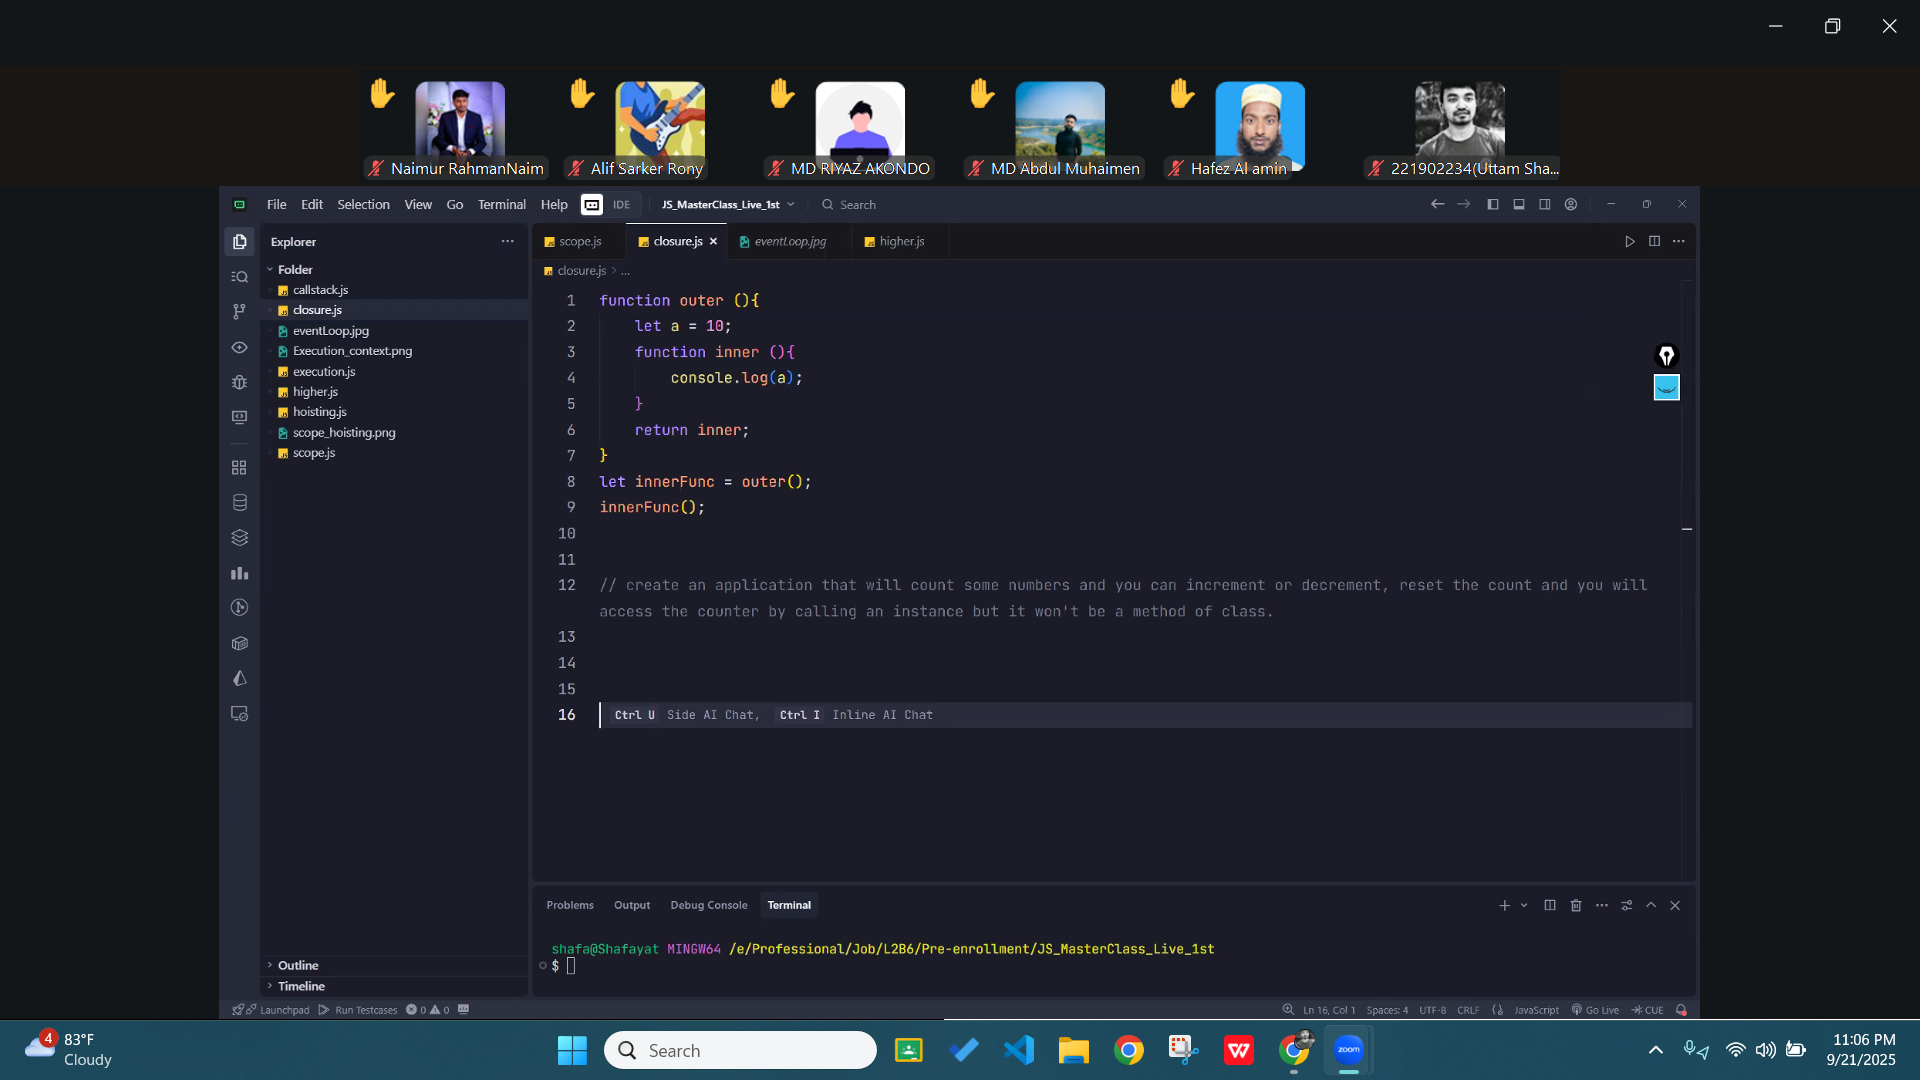 Naimur RahmanNaim
Alif Sarker Rony
MD RIYAZ AKONDO
MD Abdul Muhaimen
Hafez Al amin
221902234(Uttam Sha...
File Edit Selection View Go Terminal Help IDE JS_MasterClass_Live_1st Search
Explorer
Folder
callstack.js
closure.js
eventLoop.jpg
Execution_context.png
execution.js
higher.js
hoisting.js
scope_hoisting.png
scope.js
Outline
Timeline
scope.js closure.js eventLoop.jpg higher.js
closure.js > ...
1 function outer (){
2 let a = 10;
3 function inner (){
4 console.log(a);
5 }
6 return inner;
7 }
8 let innerFunc = outer();
9 innerFunc();
10
11
12 // create an application that will count some numbers and you can increment or decrement, reset the count and you will
access the counter by calling an instance but it won't be a method of class.
13
14
15
16 Ctrl U Side AI Chat, Ctrl I Inline AI Chat
Problems Output Debug Console Terminal
shafa@Shafayat MINGW64 /e/Professional/Job/L2B6/Pre-enrollment/JS_MasterClass_Live_1st
$
Launchpad Run Testcases 0 0 Ln 16, Col 1 Spaces: 4 UTF-8 CRLF {} JavaScript Go Live CUE
4 83°F
Cloudy
Search
zoom
11:06 PM
9/21/2025